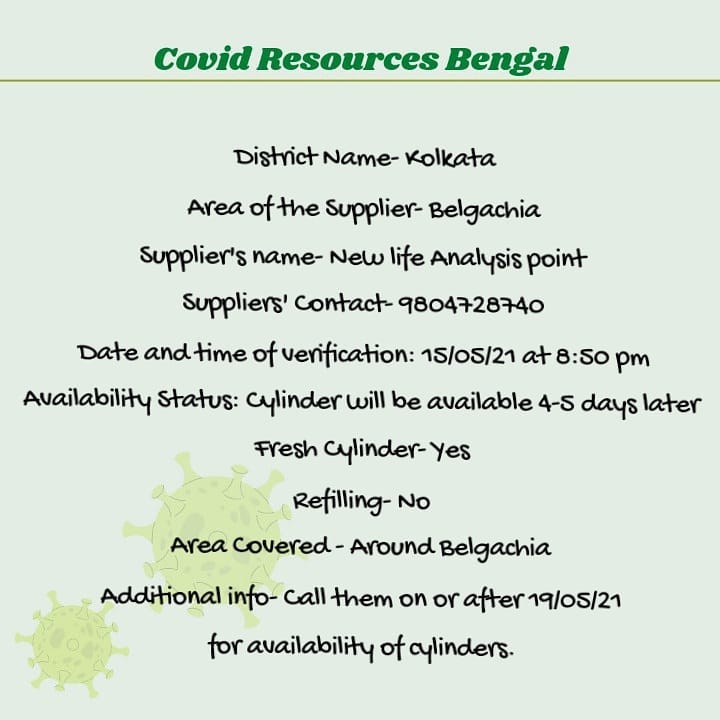 Covid Resources Bengal
District Name- Kolkata
Area of the Supplier- Belgachia
Supplier's name- New life Analysis point
Suppliers' Contact- 9804728740
Date and time of verification: 15/05/21 at 8:50 pm
Availability Status: Cylinder will be available 4-5 days later
Fresh Cylinder- Yes
Refilling- No
Area Covered - Around Belgachia
Additional info- Call them on or after 19/05/21
for availability of cylinders.